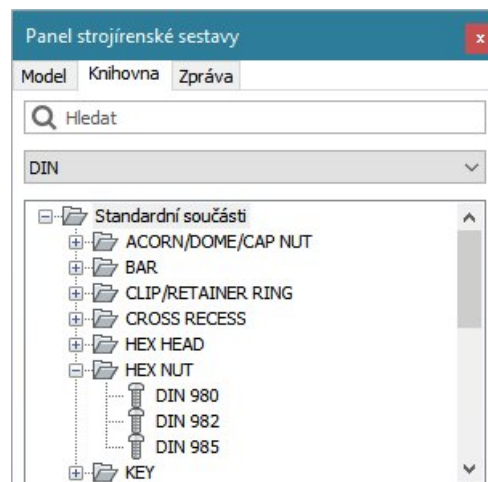 Panel strojírenské sestavy
x
Model Knihovna Zpráva
Hledat
DIN
Standardní součásti
ACORN/DOME/CAP NUT
BAR
CLIP/RETAINER RING
CROSS RECESS
HEX HEAD
HEX NUT
DIN 980
DIN 982
DIN 985
KEY